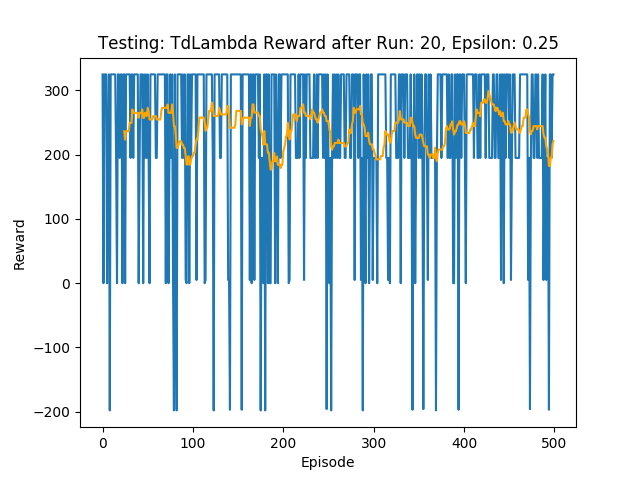 Testing: TdLambda Reward after Run: 20, Epsilon: 0.25
Reward
300
200
100
0
−100
−200
0 100 200 300 400 500
Episode